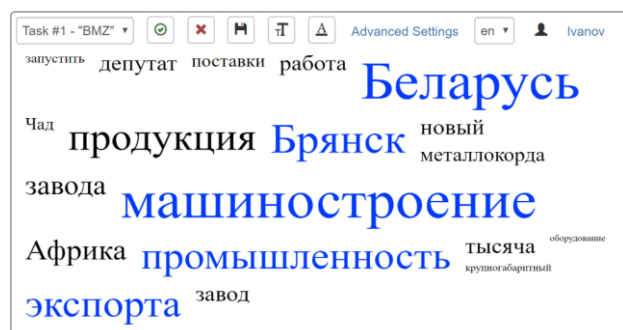 Task #1 - "BMZ" Advanced Settings en Ivanov
запустить депутат поставки работа Беларусь
Чад продукция Брянск новый
металлокорда
завода машиностроение
Африка промышленность тысяча оборудование
крупногабаритный
экспорта завод